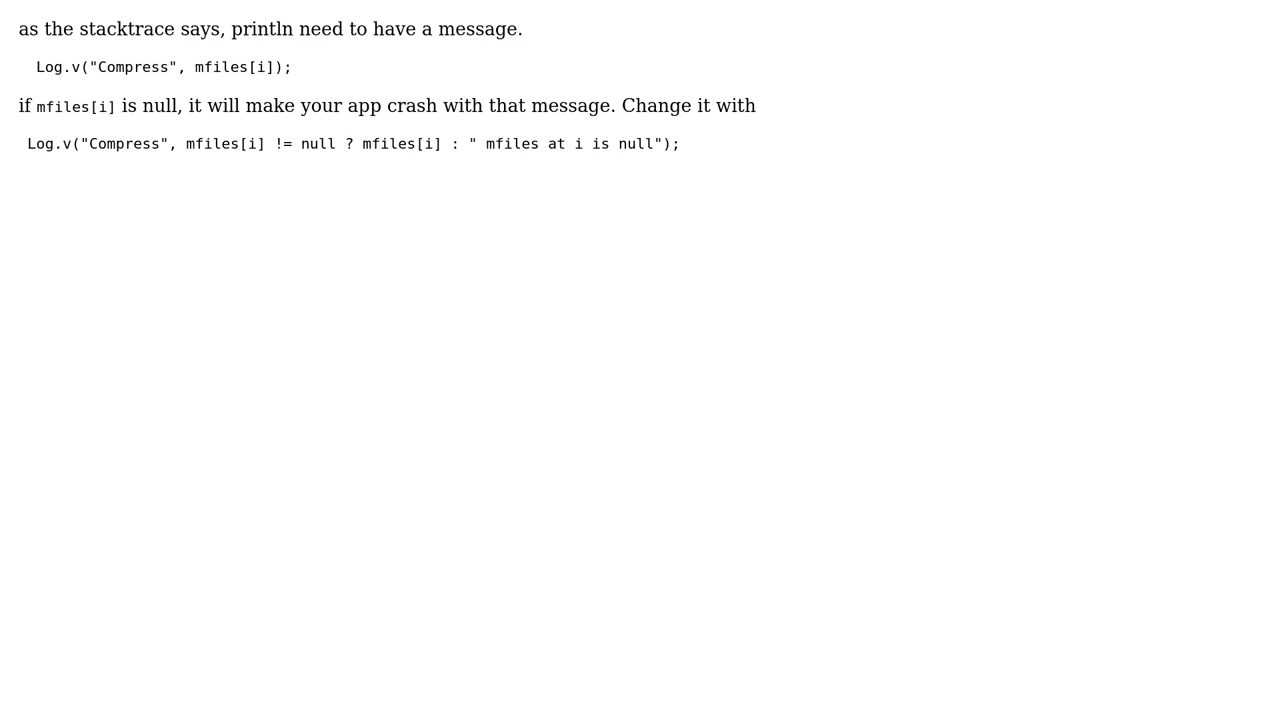 as the stacktrace says, println need to have a message.
Log.v("Compress", mfiles[i]);
if mfiles[i] is null, it will make your app crash with that message. Change it with
Log.v("Compress", mfiles[i] != null ? mfiles[i] : " mfiles at i is null");